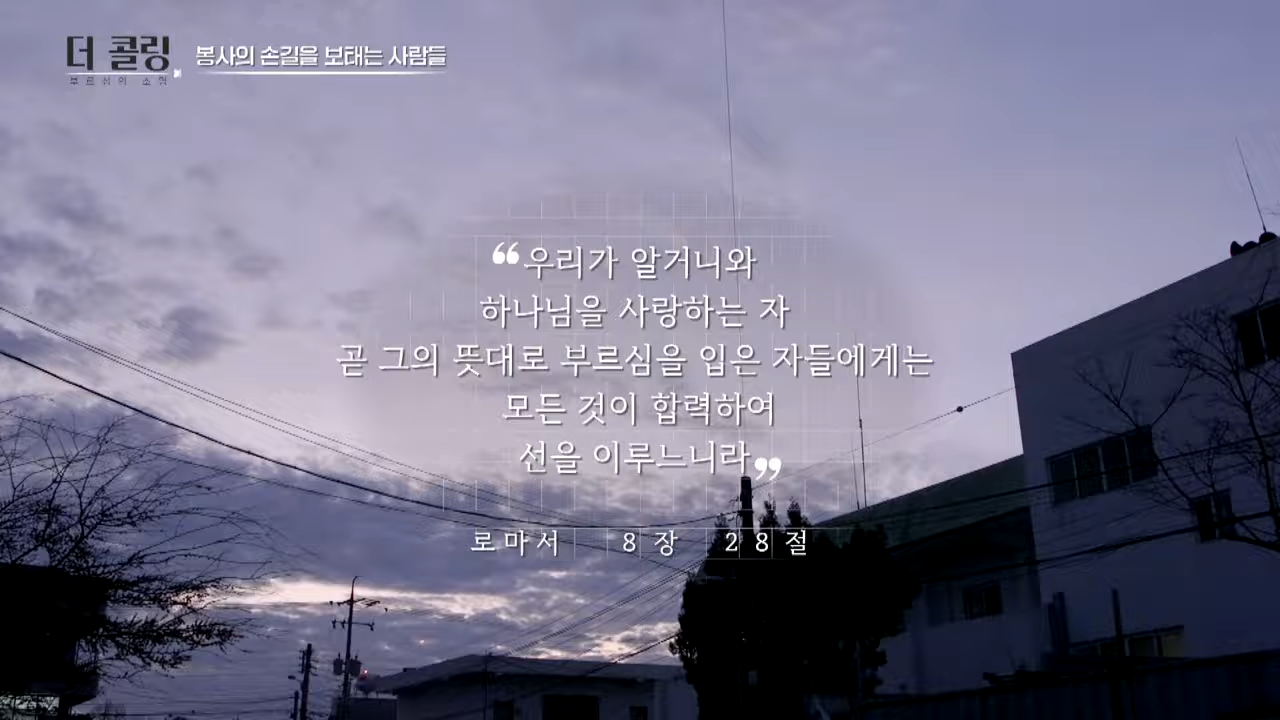 더 콜링
부르심의 소명
봉사의 손길을 보태는 사람들
“우리가 알거니와
하나님을 사랑하는 자
곧 그의 뜻대로 부르심을 입은 자들에게는
모든 것이 합력하여
선을 이루느니라”
로마서 8장 28절